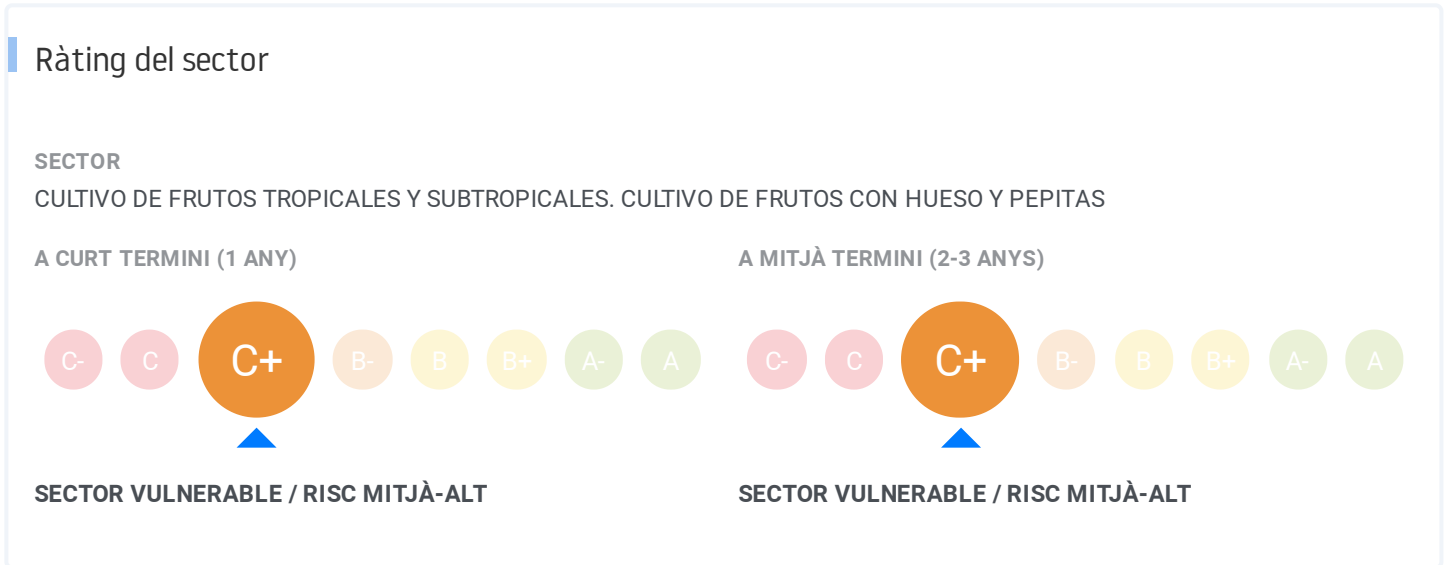 Ràting del sector
SECTOR
CULTIVO DE FRUTOS TROPICALES Y SUBTROPICALES. CULTIVO DE FRUTOS CON HUESO Y PEPITAS
A CURT TERMINI (1 ANY)
C- C C+ B- B B+ A- A
SECTOR VULNERABLE / RISC MITJÀ-ALT
A MITJÀ TERMINI (2-3 ANYS)
C- C C+ B- B B+ A- A
SECTOR VULNERABLE / RISC MITJÀ-ALT